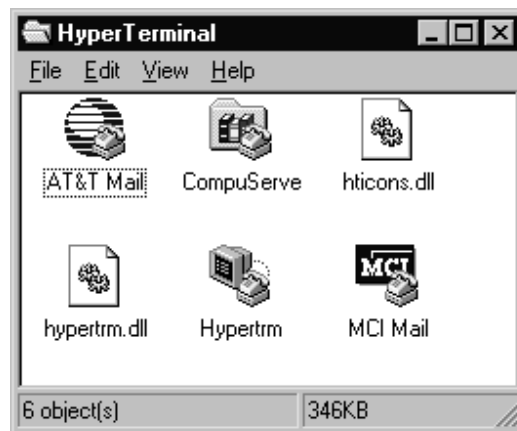 HyperTerminal
File Edit View Help
AT&T Mail CompuServe hticons.dll
MCI
hypertrm.dll Hypertrm MCI Mail
6 object(s) 346KB